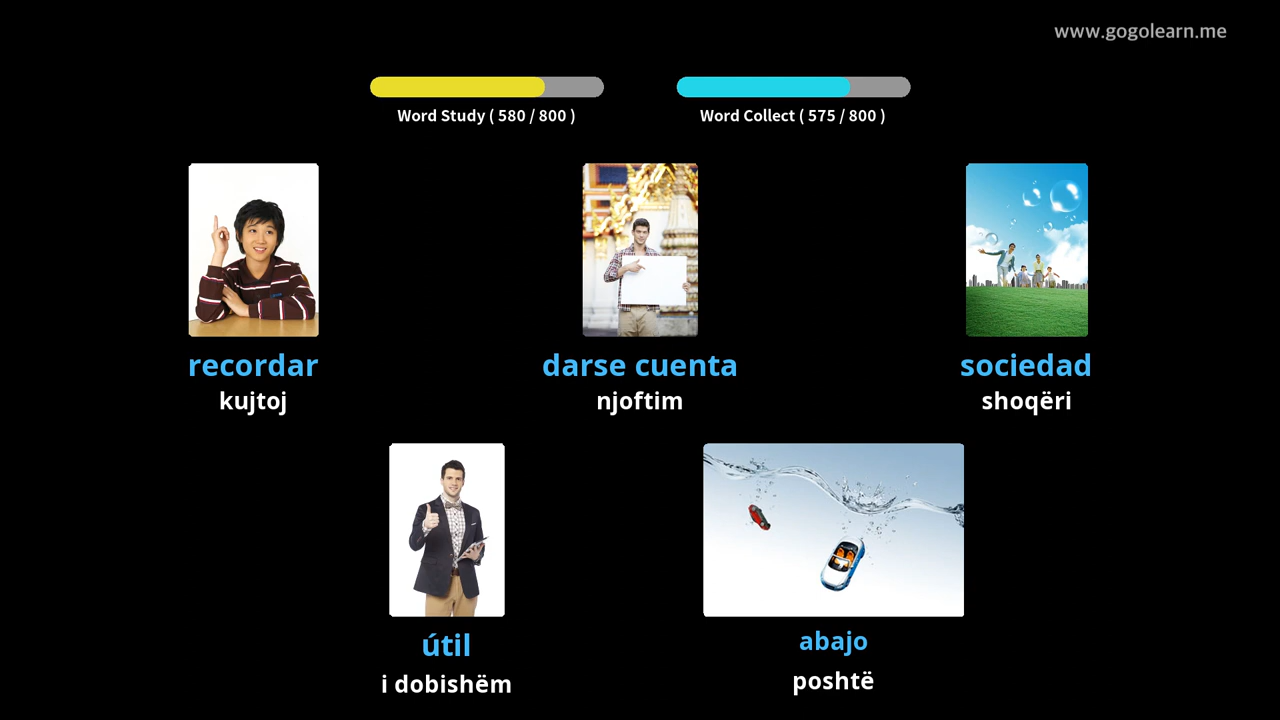 www.gogolearn.me
Word Study ( 580 / 800 )
Word Collect ( 575 / 800 )
recordar
kujtoj
darse cuenta
njoftim
sociedad
shoqëri
útil
i dobishëm
abajo
poshtë